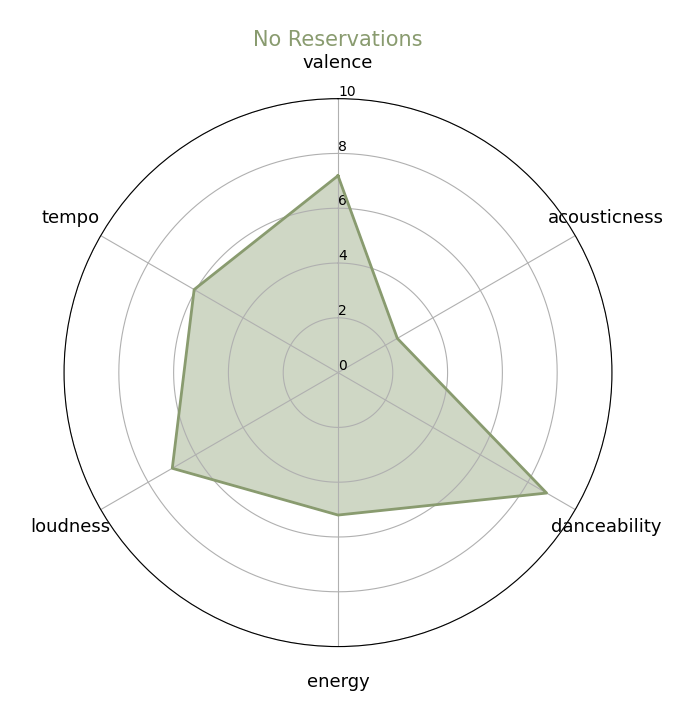 No Reservations
valence
10
8
6
4
2
0
tempo
acousticness
loudness
danceability
energy